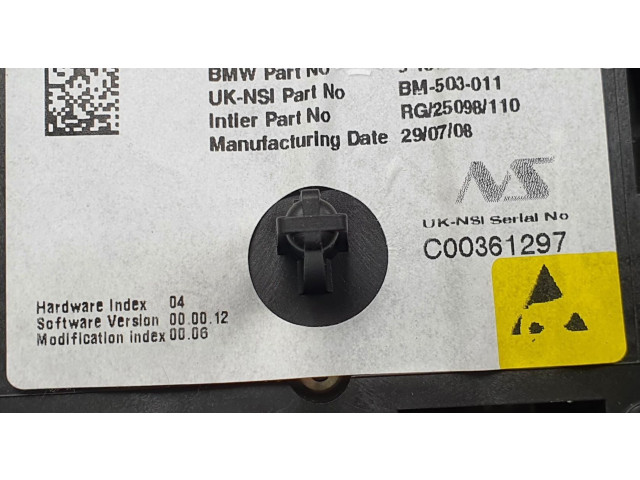 BMW Part No
UK-NSI Part No BM-503-011
Intier Part No RG/25098/110
Manufacturing Date 29/07/08
NS
UK-NSI Serial No
C00361297
Hardware Index 04
Software Version 00.00.12
Modification index 00.06